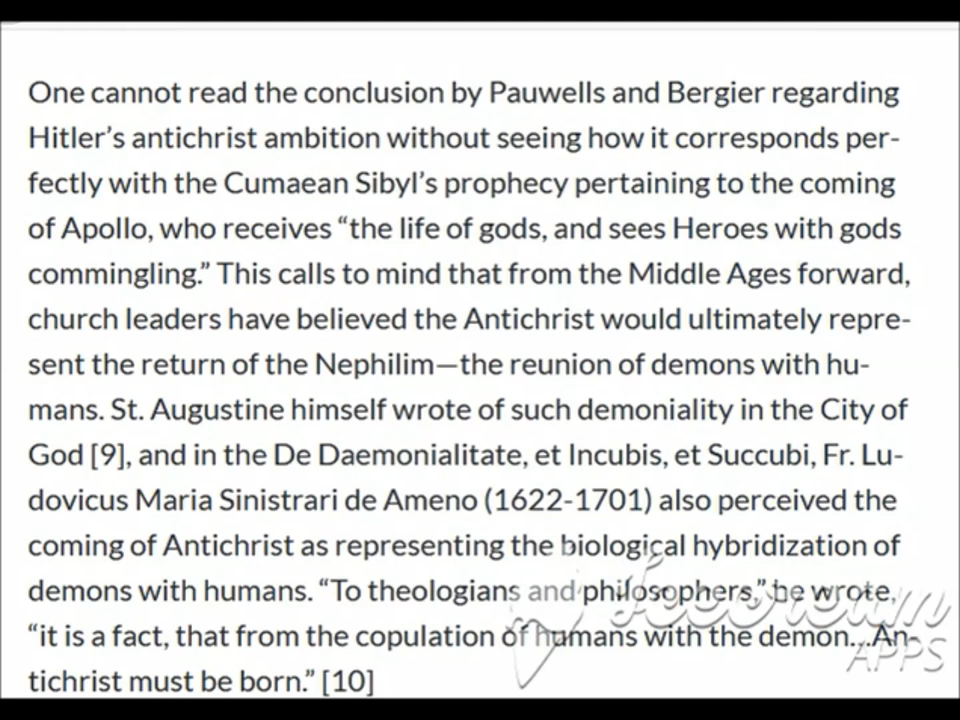 One cannot read the conclusion by Pauwells and Bergier regarding
Hitler’s antichrist ambition without seeing how it corresponds per-
fectly with the Cumaean Sibyl’s prophecy pertaining to the coming
of Apollo, who receives “the life of gods, and sees Heroes with gods
commingling.” This calls to mind that from the Middle Ages forward,
church leaders have believed the Antichrist would ultimately repre-
sent the return of the Nephilim—the reunion of demons with hu-
mans. St. Augustine himself wrote of such demoniality in the City of
God [9], and in the De Daemonialitate, et Incubis, et Succubi, Fr. Lu-
dovicus Maria Sinistrari de Ameno (1622-1701) also perceived the
coming of Antichrist as representing the biological hybridization of
demons with humans. “To theologians and philosophers,” he wrote,
“it is a fact, that from the copulation of humans with the demon...An-
tichrist must be born.” [10]
Icecream
APPS